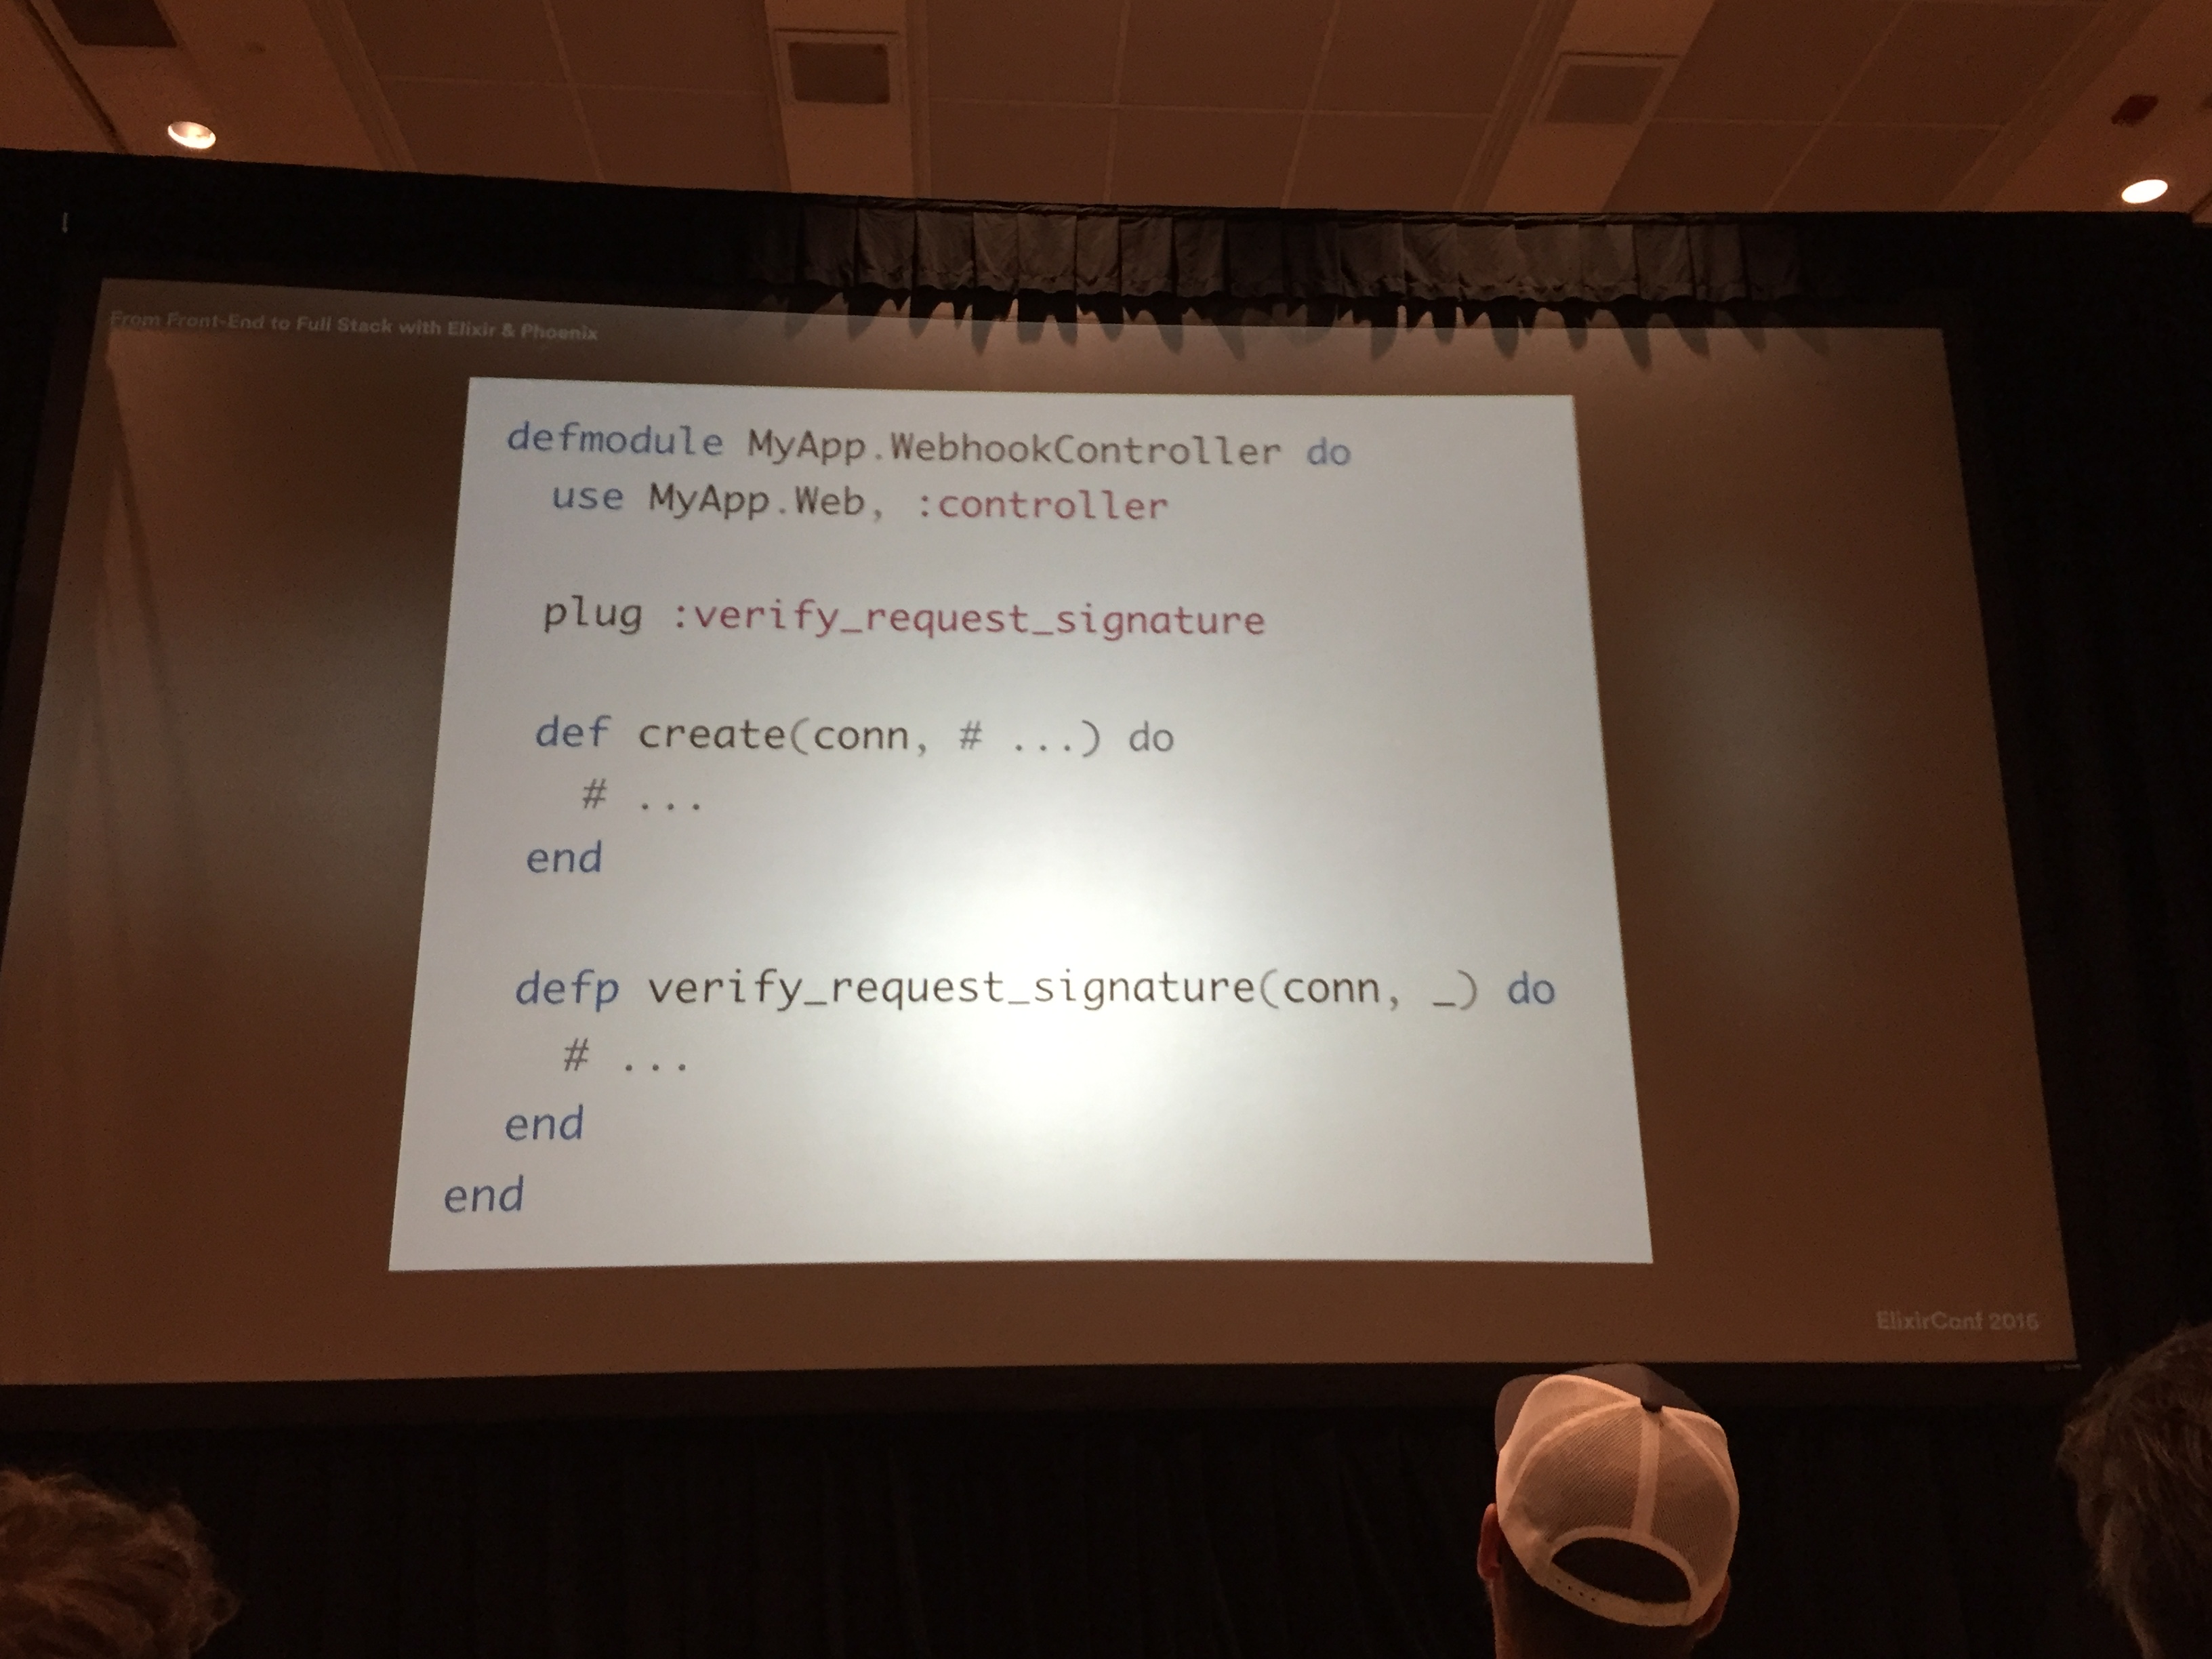 From Front-End to Full Stack with Elixir & Phoenix
defmodule MyApp.WebhookController do
use MyApp.Web, :controller
plug :verify_request_signature
def create(conn, # ...) do
# ...
end
defp verify_request_signature(conn, _) do
# ...
end
end
ElixirConf 2016